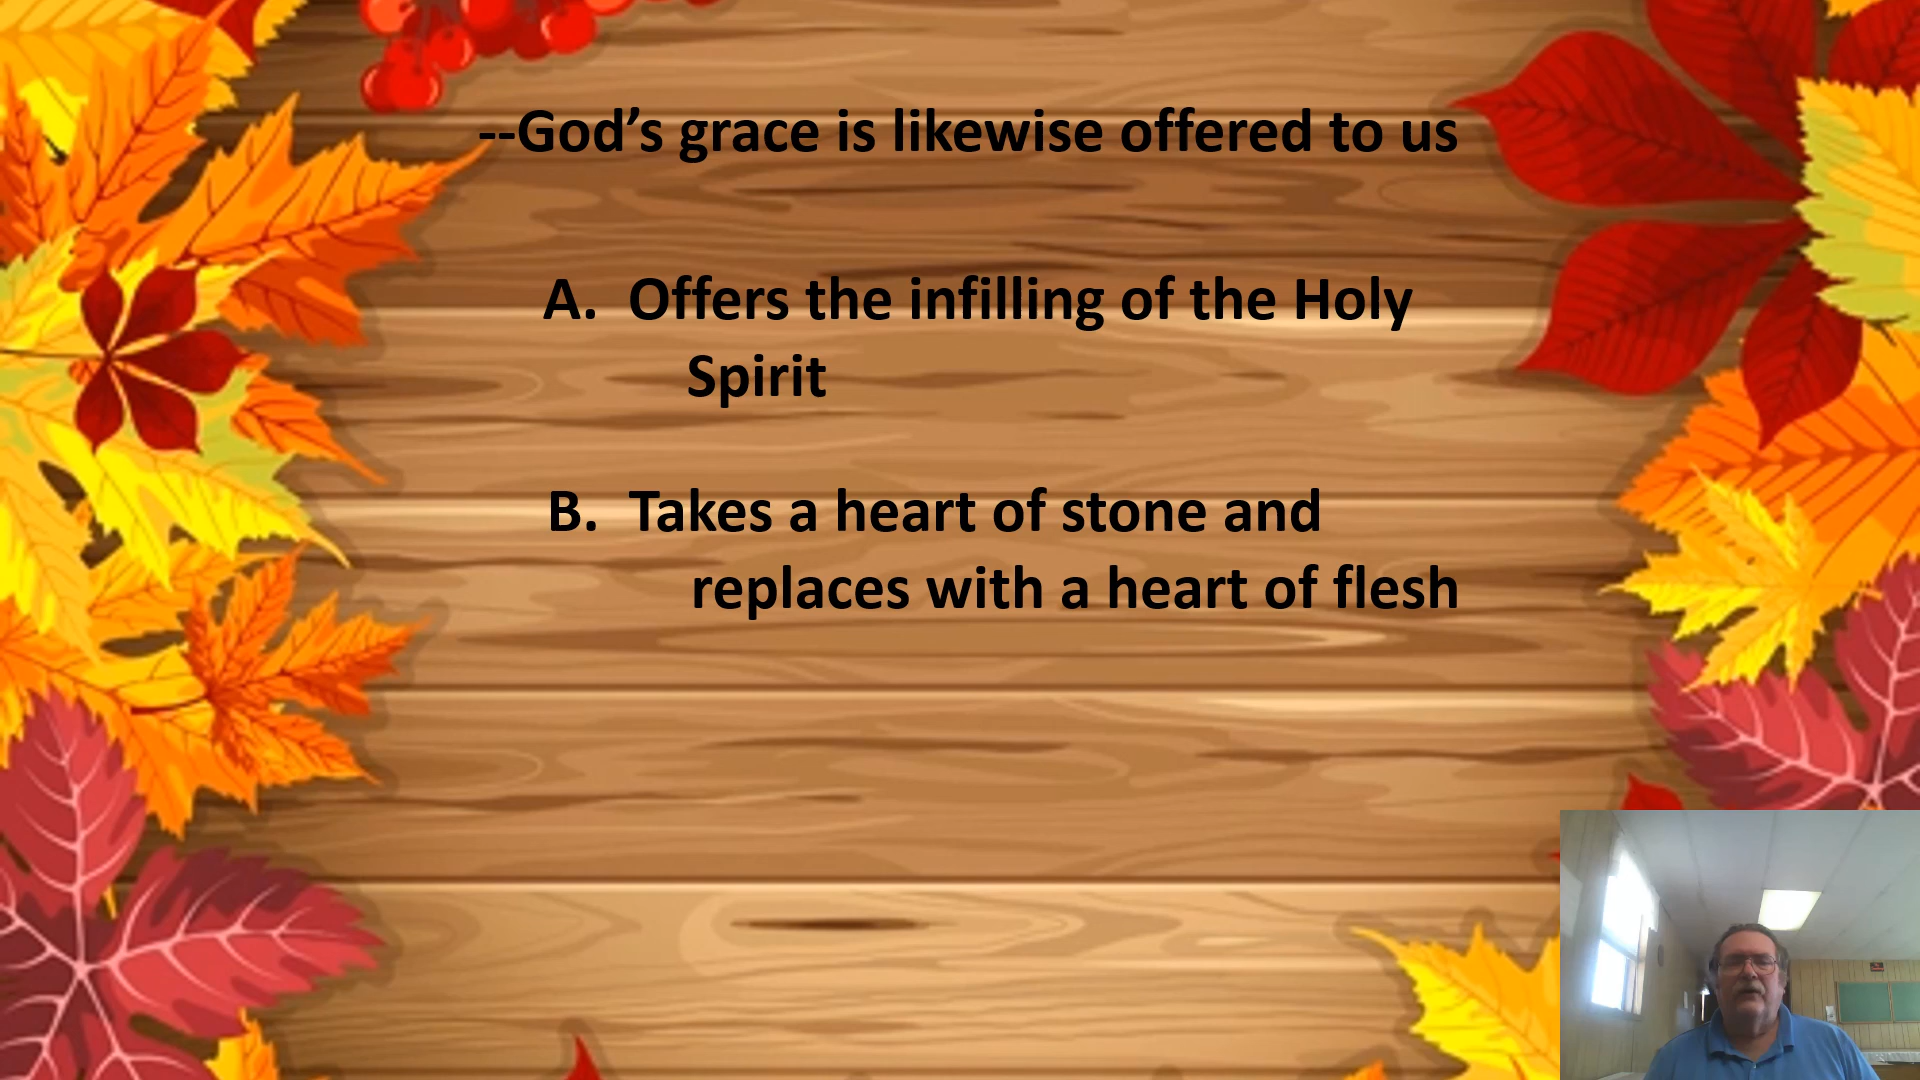 --God’s grace is likewise offered to us
A. Offers the infilling of the Holy
Spirit
B. Takes a heart of stone and
replaces with a heart of flesh